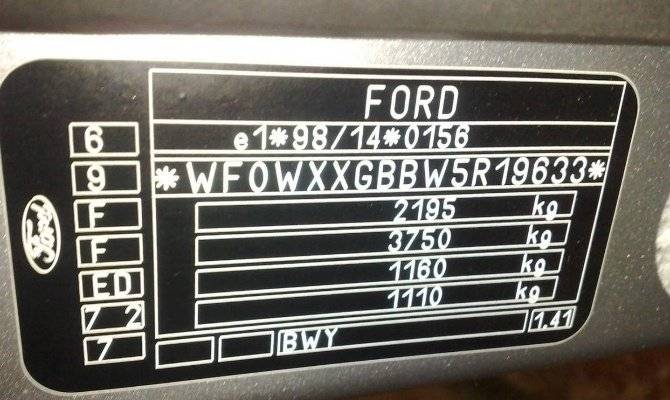 FORD
6
e1*98/14*0156
9
*WF0WXXGBBW5R19633*
F
2195 kg
F
3750 kg
ED
1160 kg
7 2
1110 kg
7
BWY
1.41
Ford